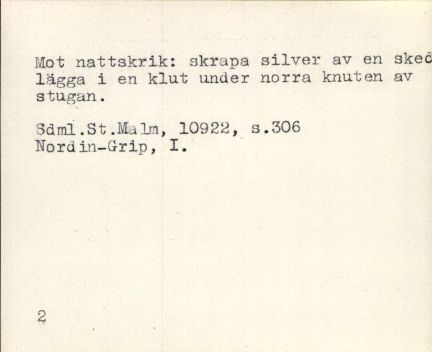 Mot nattskrik: skrapa silver av en sked
lägga i en klut under norra knuten av
stugan.
Sdml.St.Malm, 10922, s.306
Nordin-Grip, I.
2